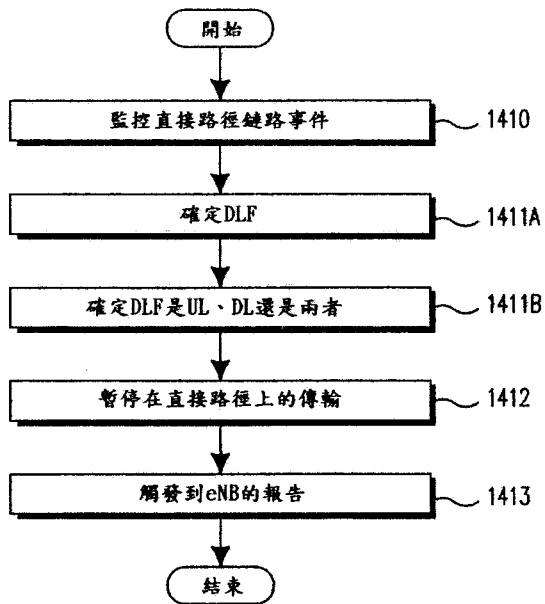 開始
監控直接路徑鏈路事件
1410
確定DLF
1411A
確定DLF是UL、DL還是兩者
1411B
暫停在直接路徑上的傳輸
1412
觸發到eNB的報告
1413
結束